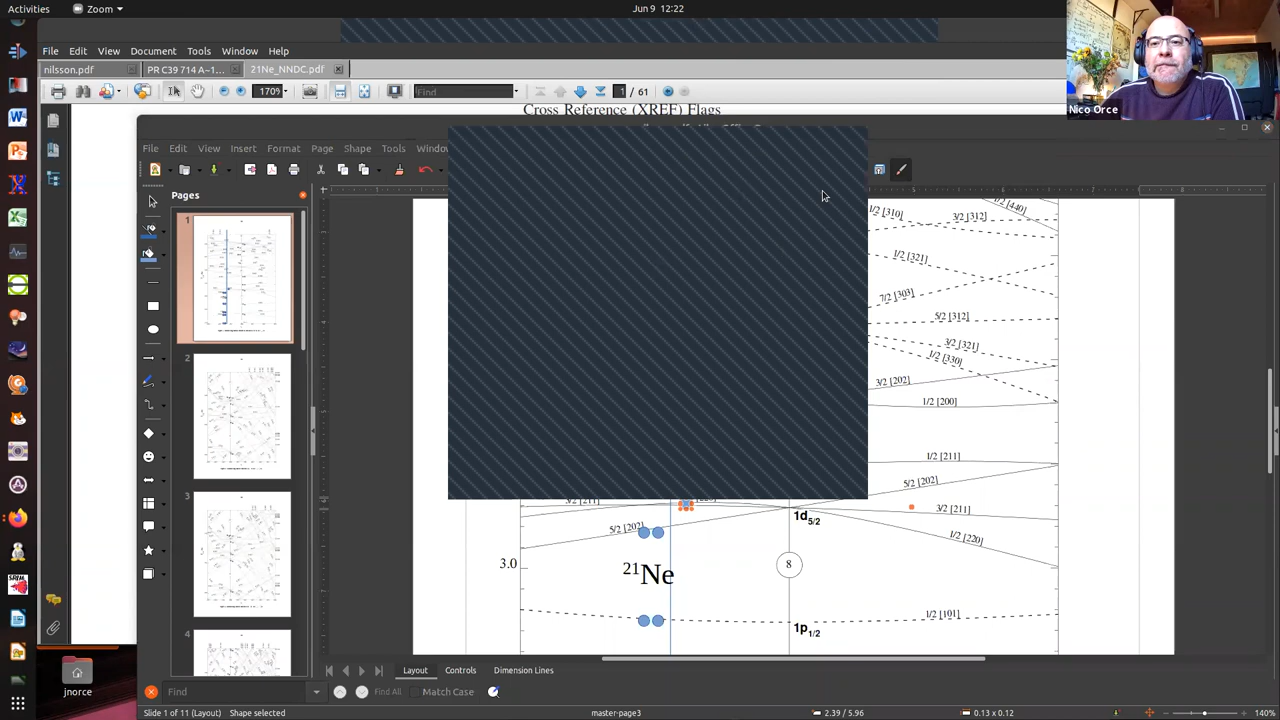 Activities
Zoom
Jun 9 12:22
File Edit View Document Tools Window Help
nilsson.pdf
PR C39 714 A~1...
21Ne_NNDC.pdf
170%
Find
1 / 61
Cross Reference (XREF) Flags
Nico Orce
File Edit View Insert Format Page Shape Tools Window
Pages
1
2
3
4
1/2 [440]
1/2 [310]
3/2 [312]
1/2 [321]
7/2 [303]
5/2 [312]
3/2 [321]
1/2 [330]
3/2 [202]
1/2 [200]
1/2 [211]
5/2 [202]
3/2 [211]
3/2 [211]
1d5/2
5/2 [202]
1/2 [220]
3.0
21Ne
8
1/2 [101]
1p1/2
jnorce
Layout Controls Dimension Lines
Find
Find All
Match Case
Slide 1 of 11 (Layout)
Shape selected
master-page3
2.39 / 5.96
0.13 x 0.12
140%